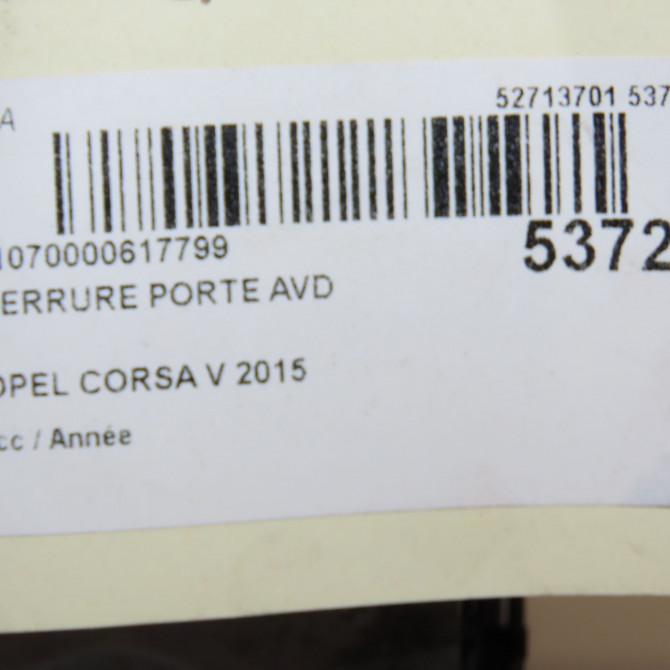 A
52713701 537
1070000617799
5372
ERRURE PORTE AVD
OPEL CORSA V 2015
cc / Année